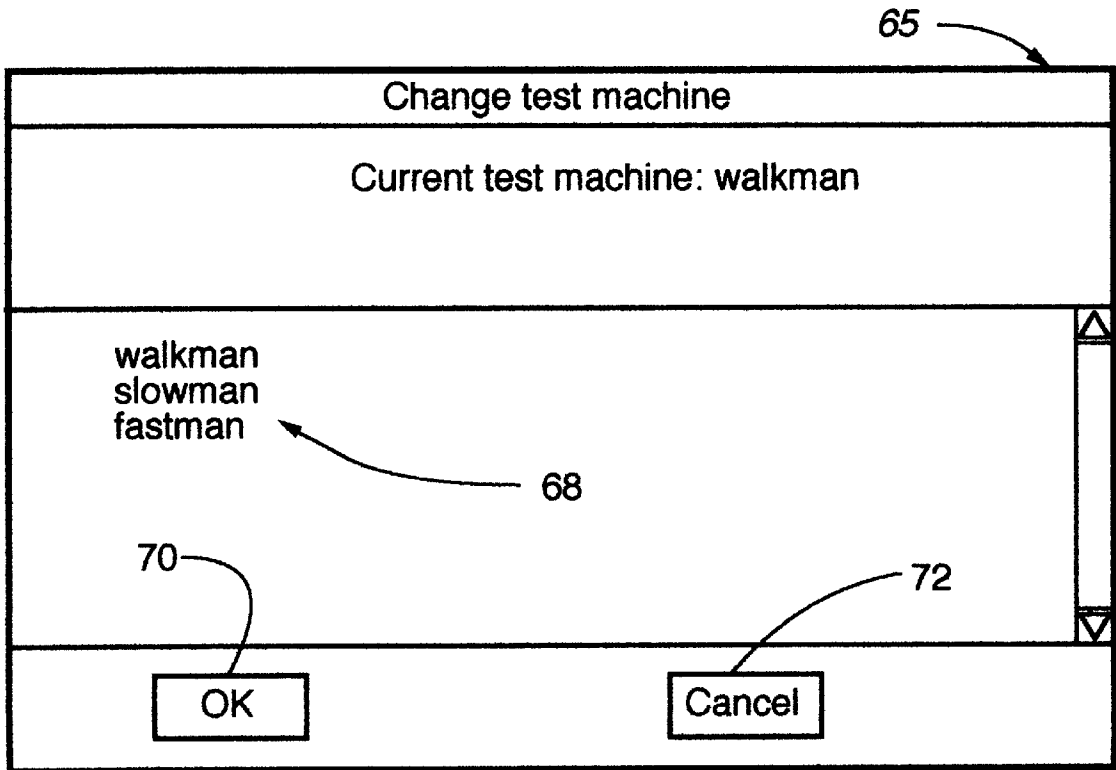 65
Change test machine
Current test machine: walkman
walkman
slowman
fastman
68
70
72
OK
Cancel